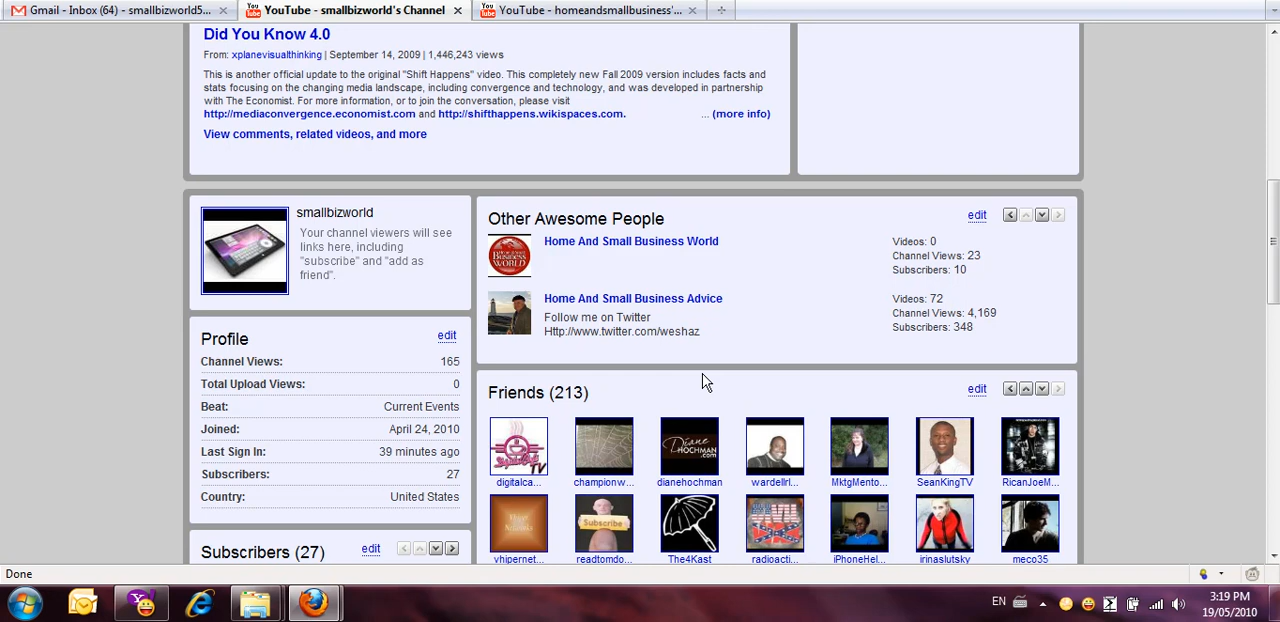 Gmail - Inbox (64) - smallbizworld5...
YouTube - smallbizworld's Channel
YouTube - homeandsmallbusiness'...
Did You Know 4.0
From: xplanevisualthinking | September 14, 2009 | 1,446,243 views
This is another official update to the original "Shift Happens" video. This completely new Fall 2009 version includes facts and
stats focusing on the changing media landscape, including convergence and technology, and was developed in partnership
with The Economist. For more information, or to join the conversation, please visit
http://mediaconvergence.economist.com and http://shifthappens.wikispaces.com. ... (more info)
View comments, related videos, and more
smallbizworld
Your channel viewers will see
links here, including
"subscribe" and "add as
friend".
Profile edit
Channel Views: 165
Total Upload Views: 0
Beat: Current Events
Joined: April 24, 2010
Last Sign In: 39 minutes ago
Subscribers: 27
Country: United States
Subscribers (27) edit
Other Awesome People edit
Home And Small Business World
Videos: 0
Channel Views: 23
Subscribers: 10
Home And Small Business Advice
Follow me on Twitter
Http://www.twitter.com/weshaz
Videos: 72
Channel Views: 4,169
Subscribers: 348
Friends (213) edit
digitalca... championw... dianehochman wardellrl... MktgMento... SeanKingTV RicanJoeM...
vhipernet... readtomdo... The4Kast radioacti... iPhoneHel... irinaslutsky meco35
Done
EN
3:19 PM
19/05/2010